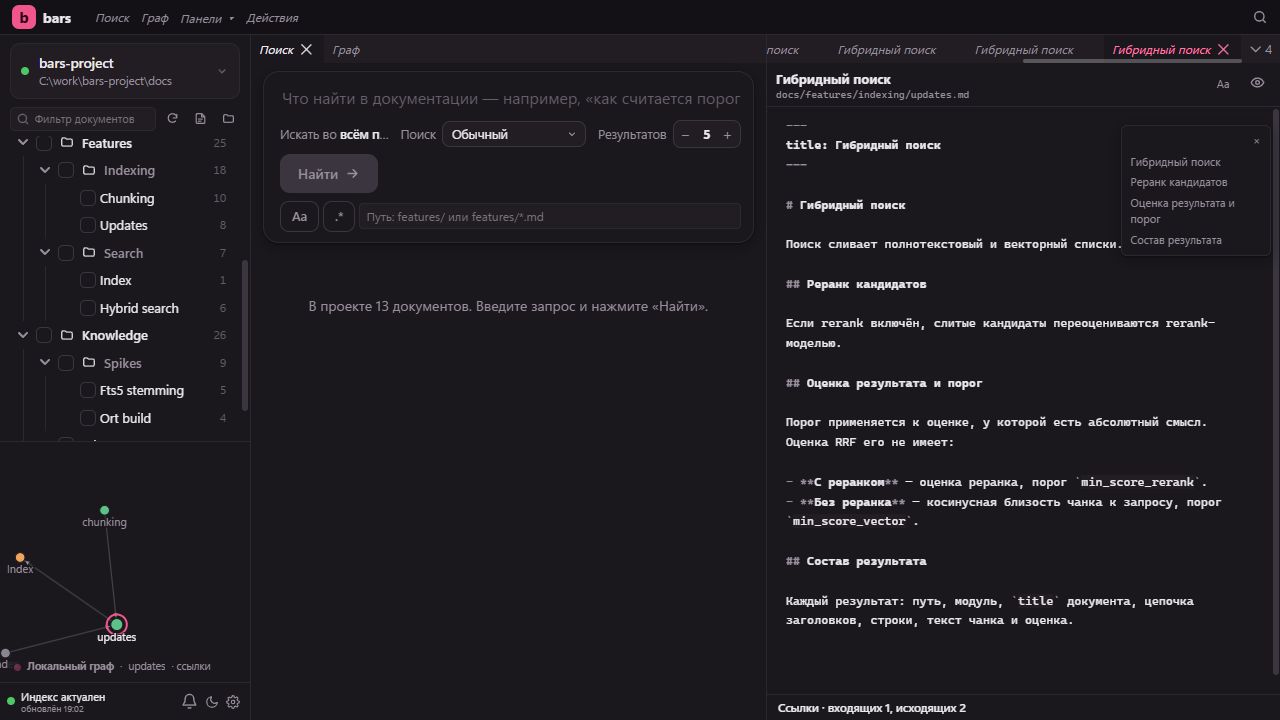 b bars Поиск Граф Панели Действия
bars-project
C:\work\bars-project\docs
Фильтр документов
Features 25
Indexing 18
Chunking 10
Updates 8
Search 7
Index 1
Hybrid search 6
Knowledge 26
Spikes 9
Fts5 stemming 5
Ort build 4
chunking
Index
updates
Локальный граф · updates · ссылки
Индекс актуален
обновлён 19:02
Поиск Граф
Что найти в документации — например, «как считается порог
Искать во всём п... Поиск Обычный Результатов − 5 +
Найти →
Aa .* Путь: features/ или features/*.md
В проекте 13 документов. Введите запрос и нажмите «Найти».
поиск Гибридный поиск Гибридный поиск Гибридный поиск 4
Гибридный поиск
docs/features/indexing/updates.md
Aa
---
title: Гибридный поиск
---
# Гибридный поиск
Поиск сливает полнотекстовый и векторный списки.
## Реранк кандидатов
Если rerank включён, слитые кандидаты переоцениваются rerank-
моделью.
## Оценка результата и порог
Порог применяется к оценке, у которой есть абсолютный смысл.
Оценка RRF его не имеет:
- **С реранком** — оценка реранка, порог `min_score_rerank`.
- **Без реранка** — косинусная близость чанка к запросу, порог
`min_score_vector`.
## Состав результата
Каждый результат: путь, модуль, `title` документа, цепочка
заголовков, строки, текст чанка и оценка.
×
Гибридный поиск
Реранк кандидатов
Оценка результата и
порог
Состав результата
Ссылки · входящих 1, исходящих 2